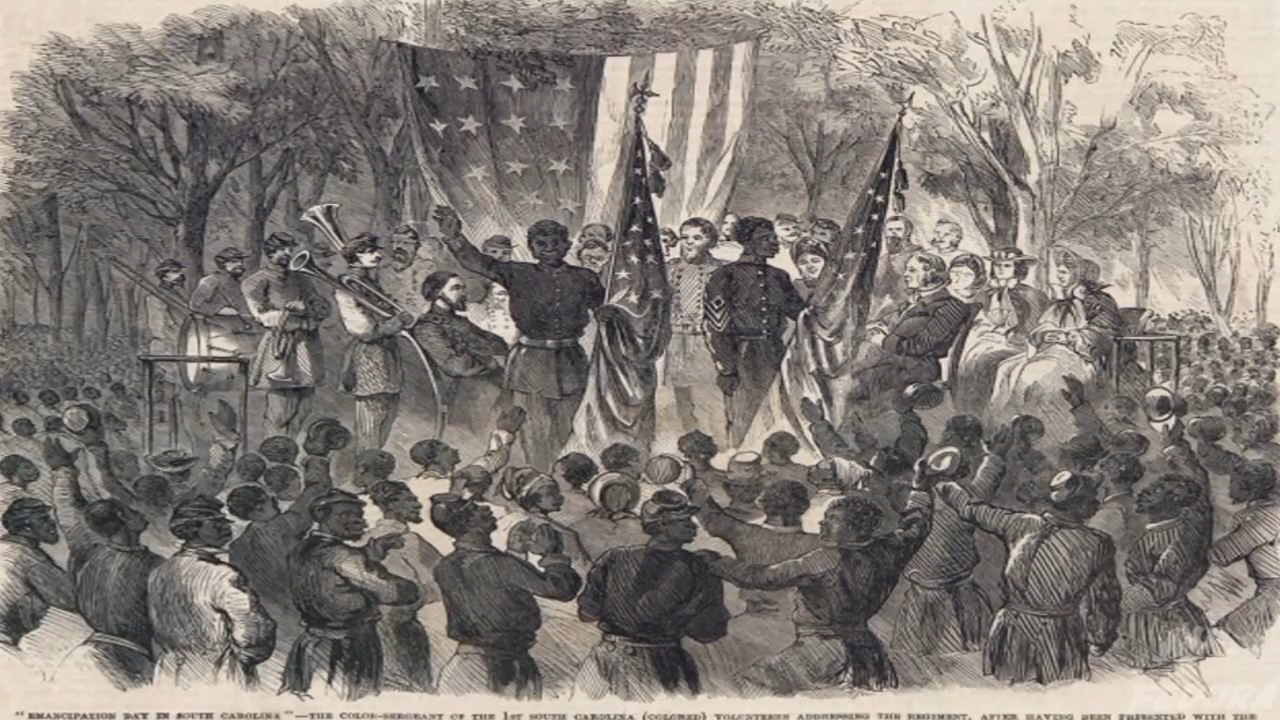 "EMANCIPATION DAY IN SOUTH CAROLINA"—THE COLOR-SERGEANT OF THE 1ST SOUTH CAROLINA (COLORED) VOLUNTEERS ADDRESSING THE REGIMENT, AFTER HAVING BEEN PRESENTED WITH THE